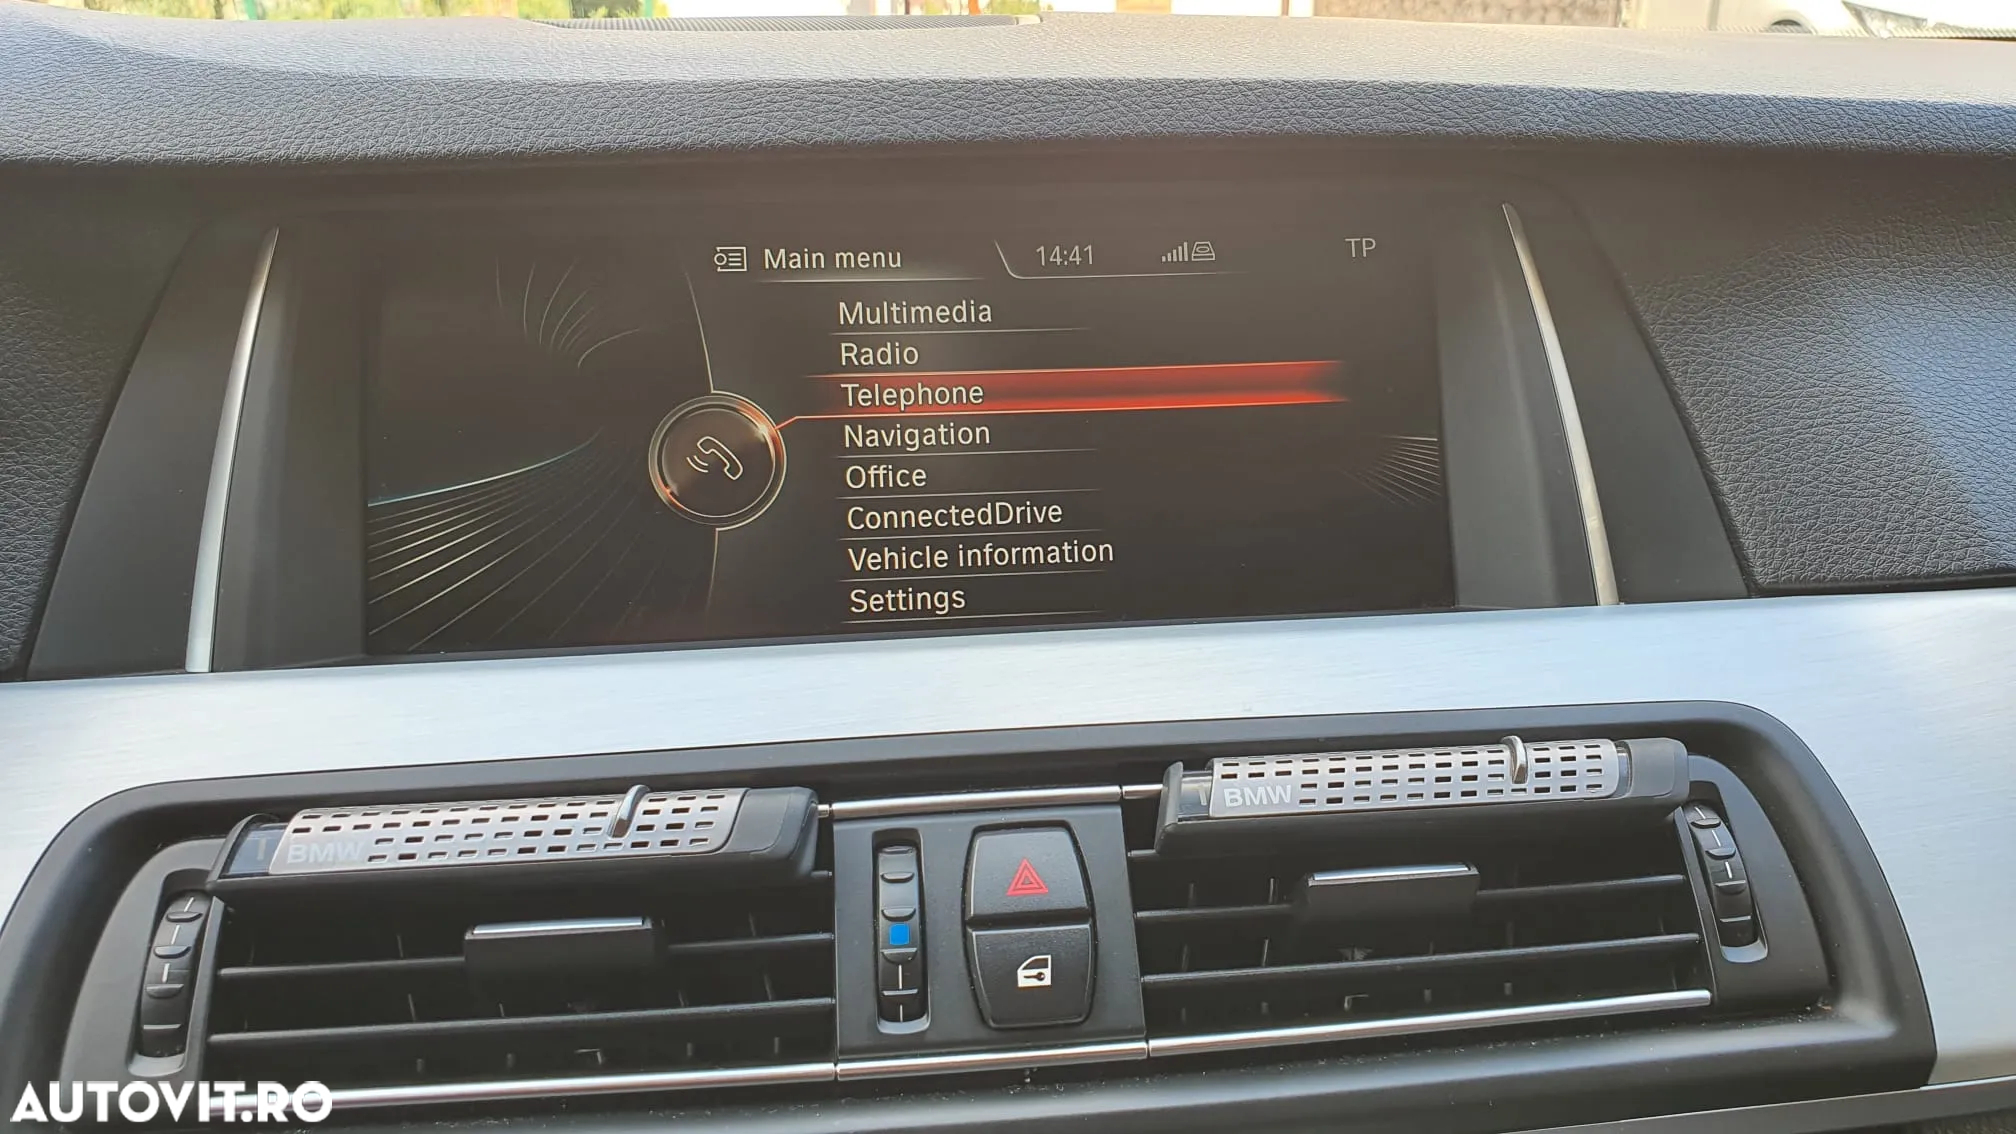 Main menu 14:41 TP
Multimedia
Radio
Telephone
Navigation
Office
ConnectedDrive
Vehicle information
Settings
BMW
BMW
AUTOVIT.RO